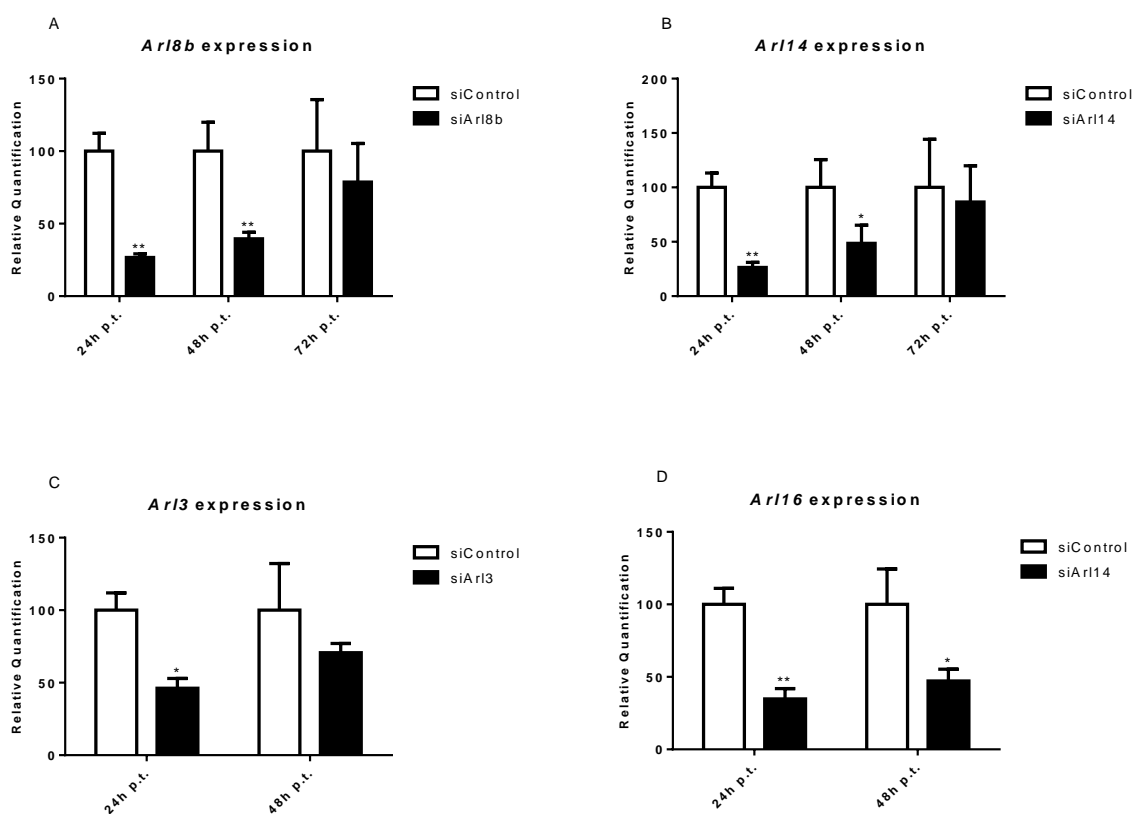 A
Arl8b expression
150
100
50
0
Relative Quantification
24h p.t.
48h p.t.
72h p.t.
**
**
siControl
siArl8b
B
Arl14 expression
200
150
100
50
0
Relative Quantification
24h p.t.
48h p.t.
72h p.t.
**
*
siControl
siArl14
C
Arl3 expression
150
100
50
0
Relative Quantification
24h p.t.
48h p.t.
*
siControl
siArl3
D
Arl16 expression
150
100
50
0
Relative Quantification
24h p.t.
48h p.t.
**
*
siControl
siArl14